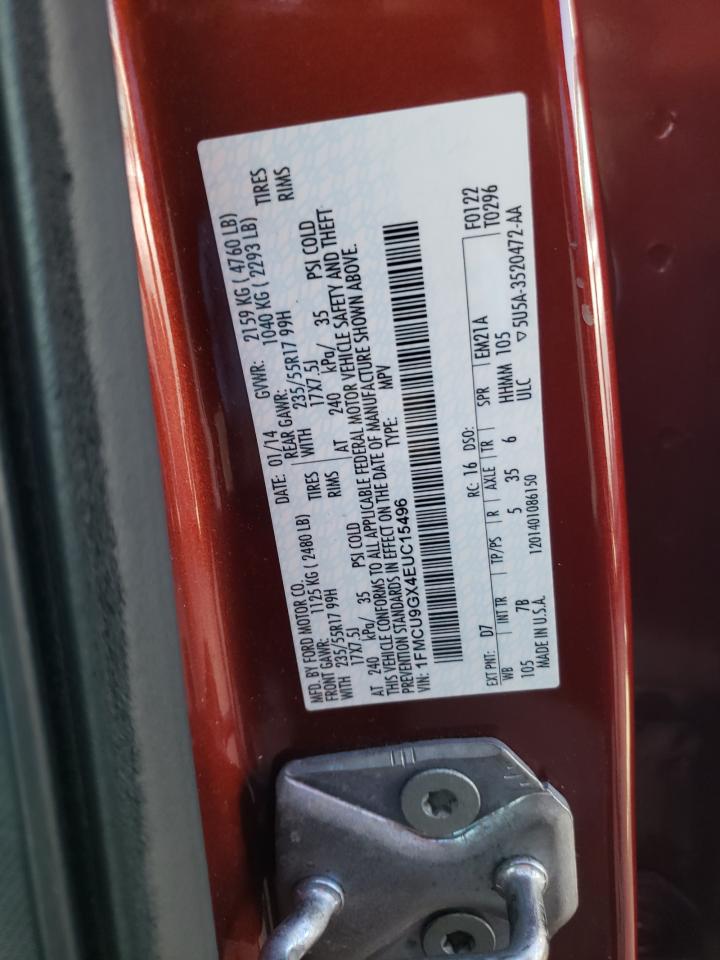 MFD. BY FORD MOTOR CO. DATE: 01/14 GVWR: 2159 KG ( 4760 LB)
FRONT GAWR: 1125 KG ( 2480 LB) REAR GAWR: 1040 KG ( 2293 LB)
WITH 235/55R17 99H TIRES WITH 235/55R17 99H TIRES
17X7.5J RIMS 17X7.5J RIMS
AT 240 kPa/ 35 PSI COLD AT 240 kPa/ 35 PSI COLD
THIS VEHICLE CONFORMS TO ALL APPLICABLE FEDERAL MOTOR VEHICLE SAFETY AND THEFT
PREVENTION STANDARDS IN EFFECT ON THE DATE OF MANUFACTURE SHOWN ABOVE.
VIN: 1FMCU9GX4EUC15496 TYPE: MPV
F0122
T0296
EXT PNT: D7 RC: 16 DSO:
WB INT TR TP/PS R AXLE TR SPR EM21A
105 7B 5 35 6 HHMM 105
ULC ▽5U5A-3520472-AA
MADE IN U.S.A. 1201401086150